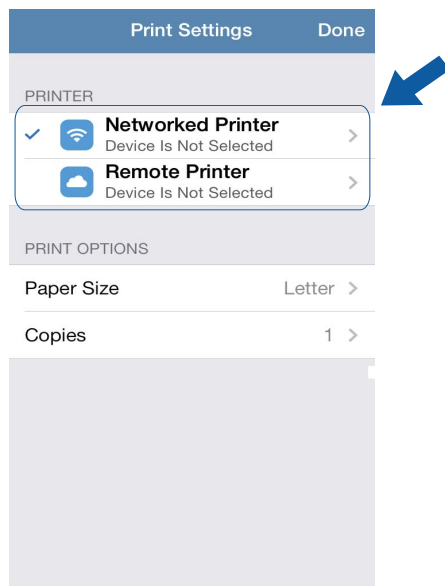 Print Settings
Done
PRINTER
Networked Printer
Device Is Not Selected
Remote Printer
Device Is Not Selected
PRINT OPTIONS
Paper Size
Letter
Copies
1